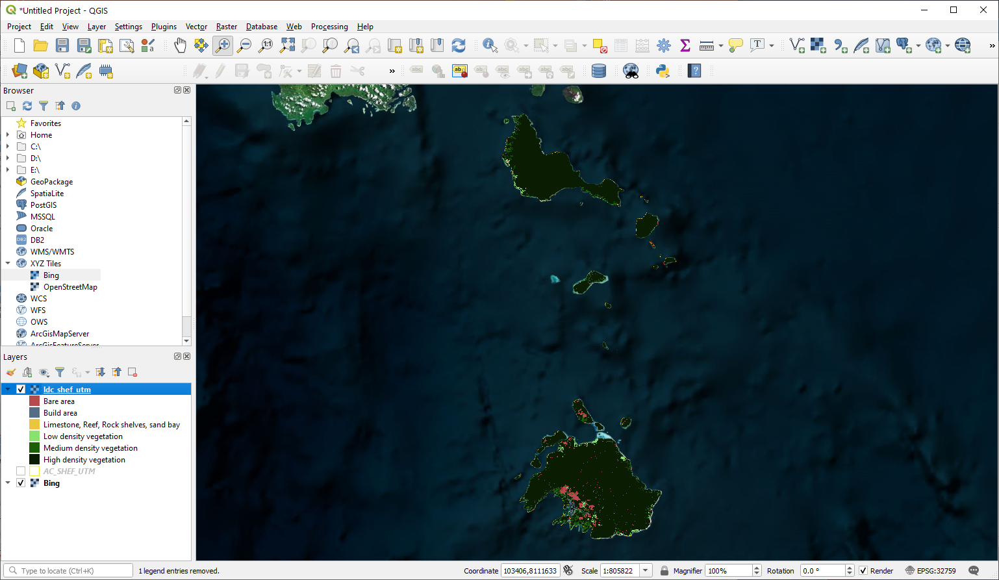 *Untitled Project - QGIS
Project Edit View Layer Settings Plugins Vector Raster Database Web Processing Help
Browser
Favorites
Home
C:\
D:\
E:\
GeoPackage
SpatiaLite
PostGIS
MSSQL
Oracle
DB2 DB2
WMS/WMTS
XYZ Tiles
Bing
OpenStreetMap
WCS
WFS
OWS
ArcGisMapServer
ArcGisFeatureServer
Layers
ldc_shef_utm
Bare area
Build area
Limestone, Reef, Rock shelves, sand bay
Low density vegetation
Medium density vegetation
High density vegetation
AC_SHEF_UTM
Bing
Type to locate (Ctrl+K) 1 legend entries removed. Coordinate 103406,8111633 Scale 1:805822 Magnifier 100% Rotation 0.0 ° Render EPSG:32759